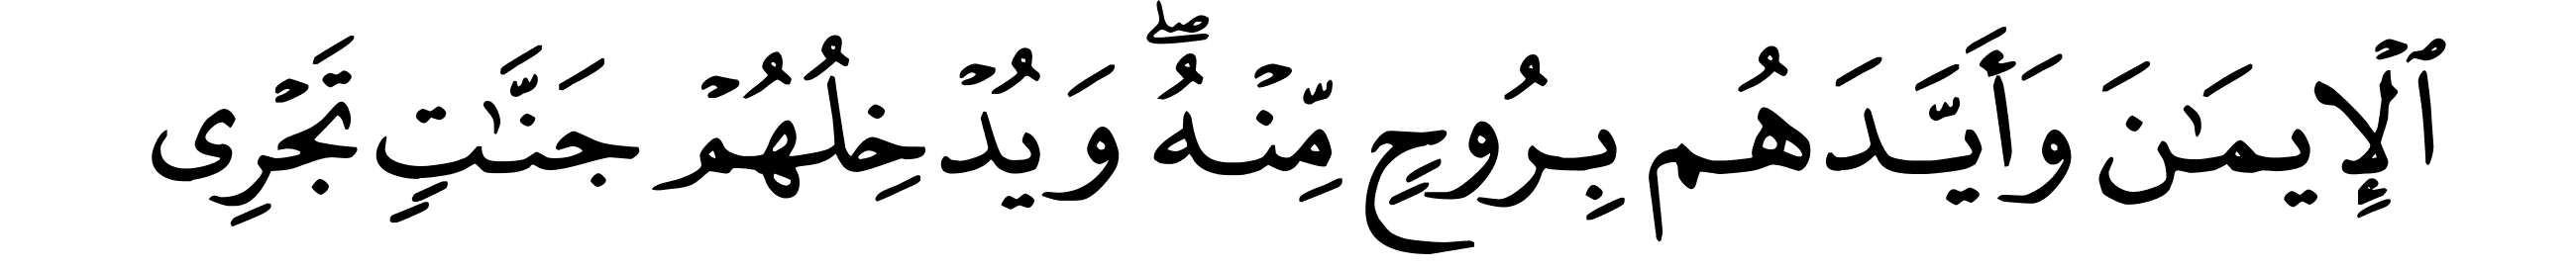 ٱلۡإِيمَٰنَ وَأَيَّدَهُم بِرُوحٖ مِّنۡهُۖ وَيُدۡخِلُهُمۡ جَنَّٰتٖ تَجۡرِي